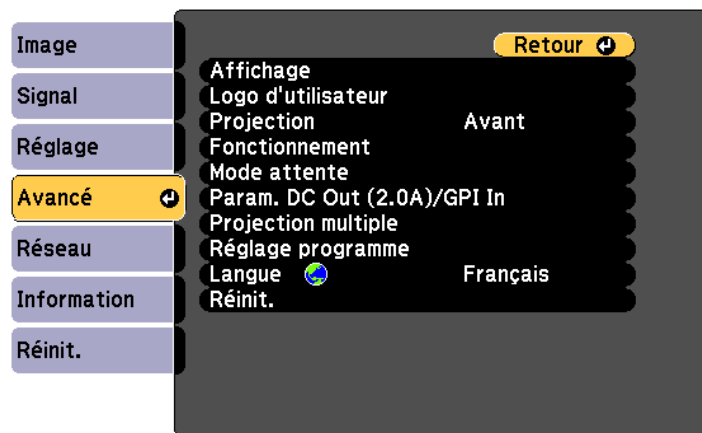 Image
Signal
Réglage
Avancé
Réseau
Information
Réinit.
Retour
Affichage
Logo d'utilisateur
Projection Avant
Fonctionnement
Mode attente
Param. DC Out (2.0A)/GPI In
Projection multiple
Réglage programme
Langue Français
Réinit.